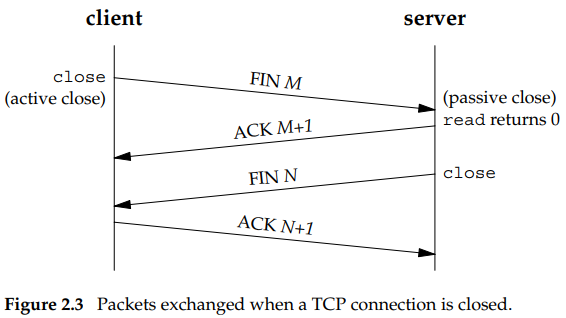 client server
close FIN M
(active close) (passive close)
ACK M+1 read returns 0
FIN N close
ACK N+1
Figure 2.3 Packets exchanged when a TCP connection is closed.